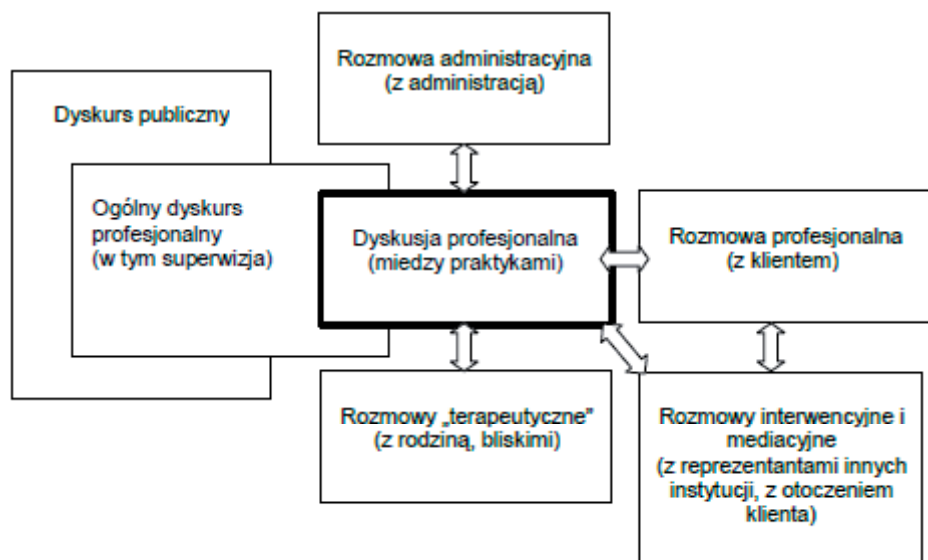 Rozmowa administracyjna
(z administracją)
Dyskurs publiczny
Ogólny dyskurs
profesjonalny
(w tym superwizja)
Dyskusja profesjonalna
(miedzy praktykami)
Rozmowa profesjonalna
(z klientem)
Rozmowy „terapeutyczne"
(z rodziną, bliskimi)
Rozmowy interwencyjne i
mediacyjne
(z reprezentantami innych
instytucji, z otoczeniem
klienta)